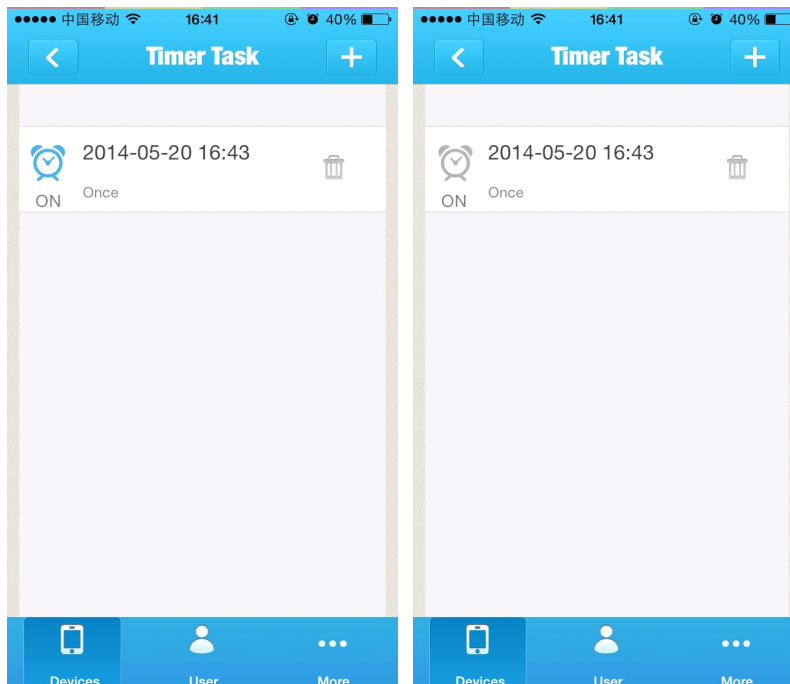 中国移动 16:41 40%
Timer Task
2014-05-20 16:43
ON Once
Devices User More
中国移动 16:41 40%
Timer Task
2014-05-20 16:43
ON Once
Devices User More